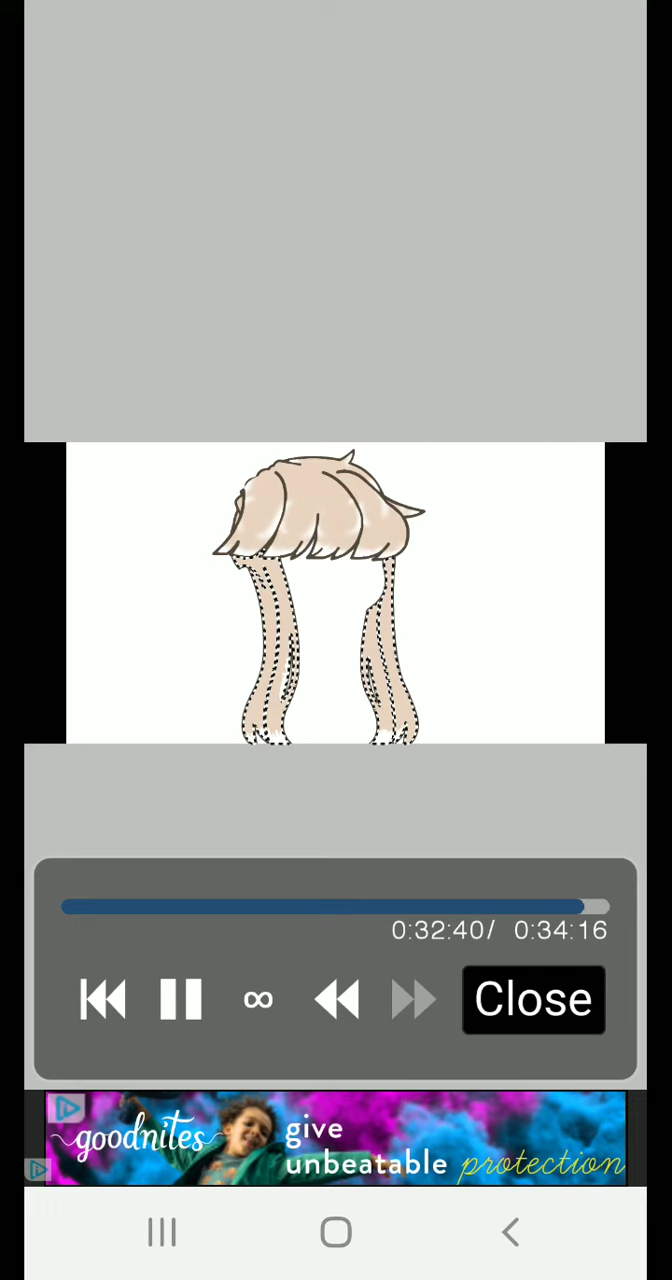 0:32:40/ 0:34:16
∞
Close
goodnites
give
unbeatable protection